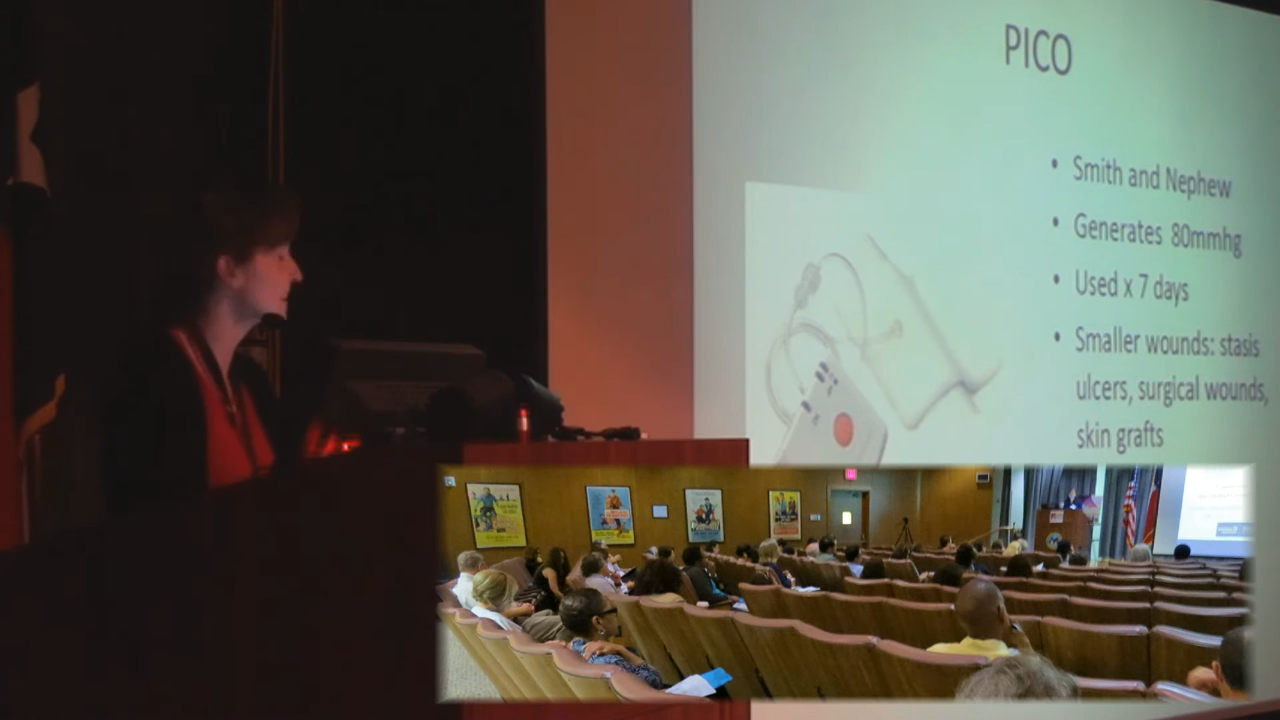 PICO
• Smith and Nephew
• Generates 80mmhg
• Used x 7 days
• Smaller wounds: stasis
ulcers, surgical wounds,
skin grafts